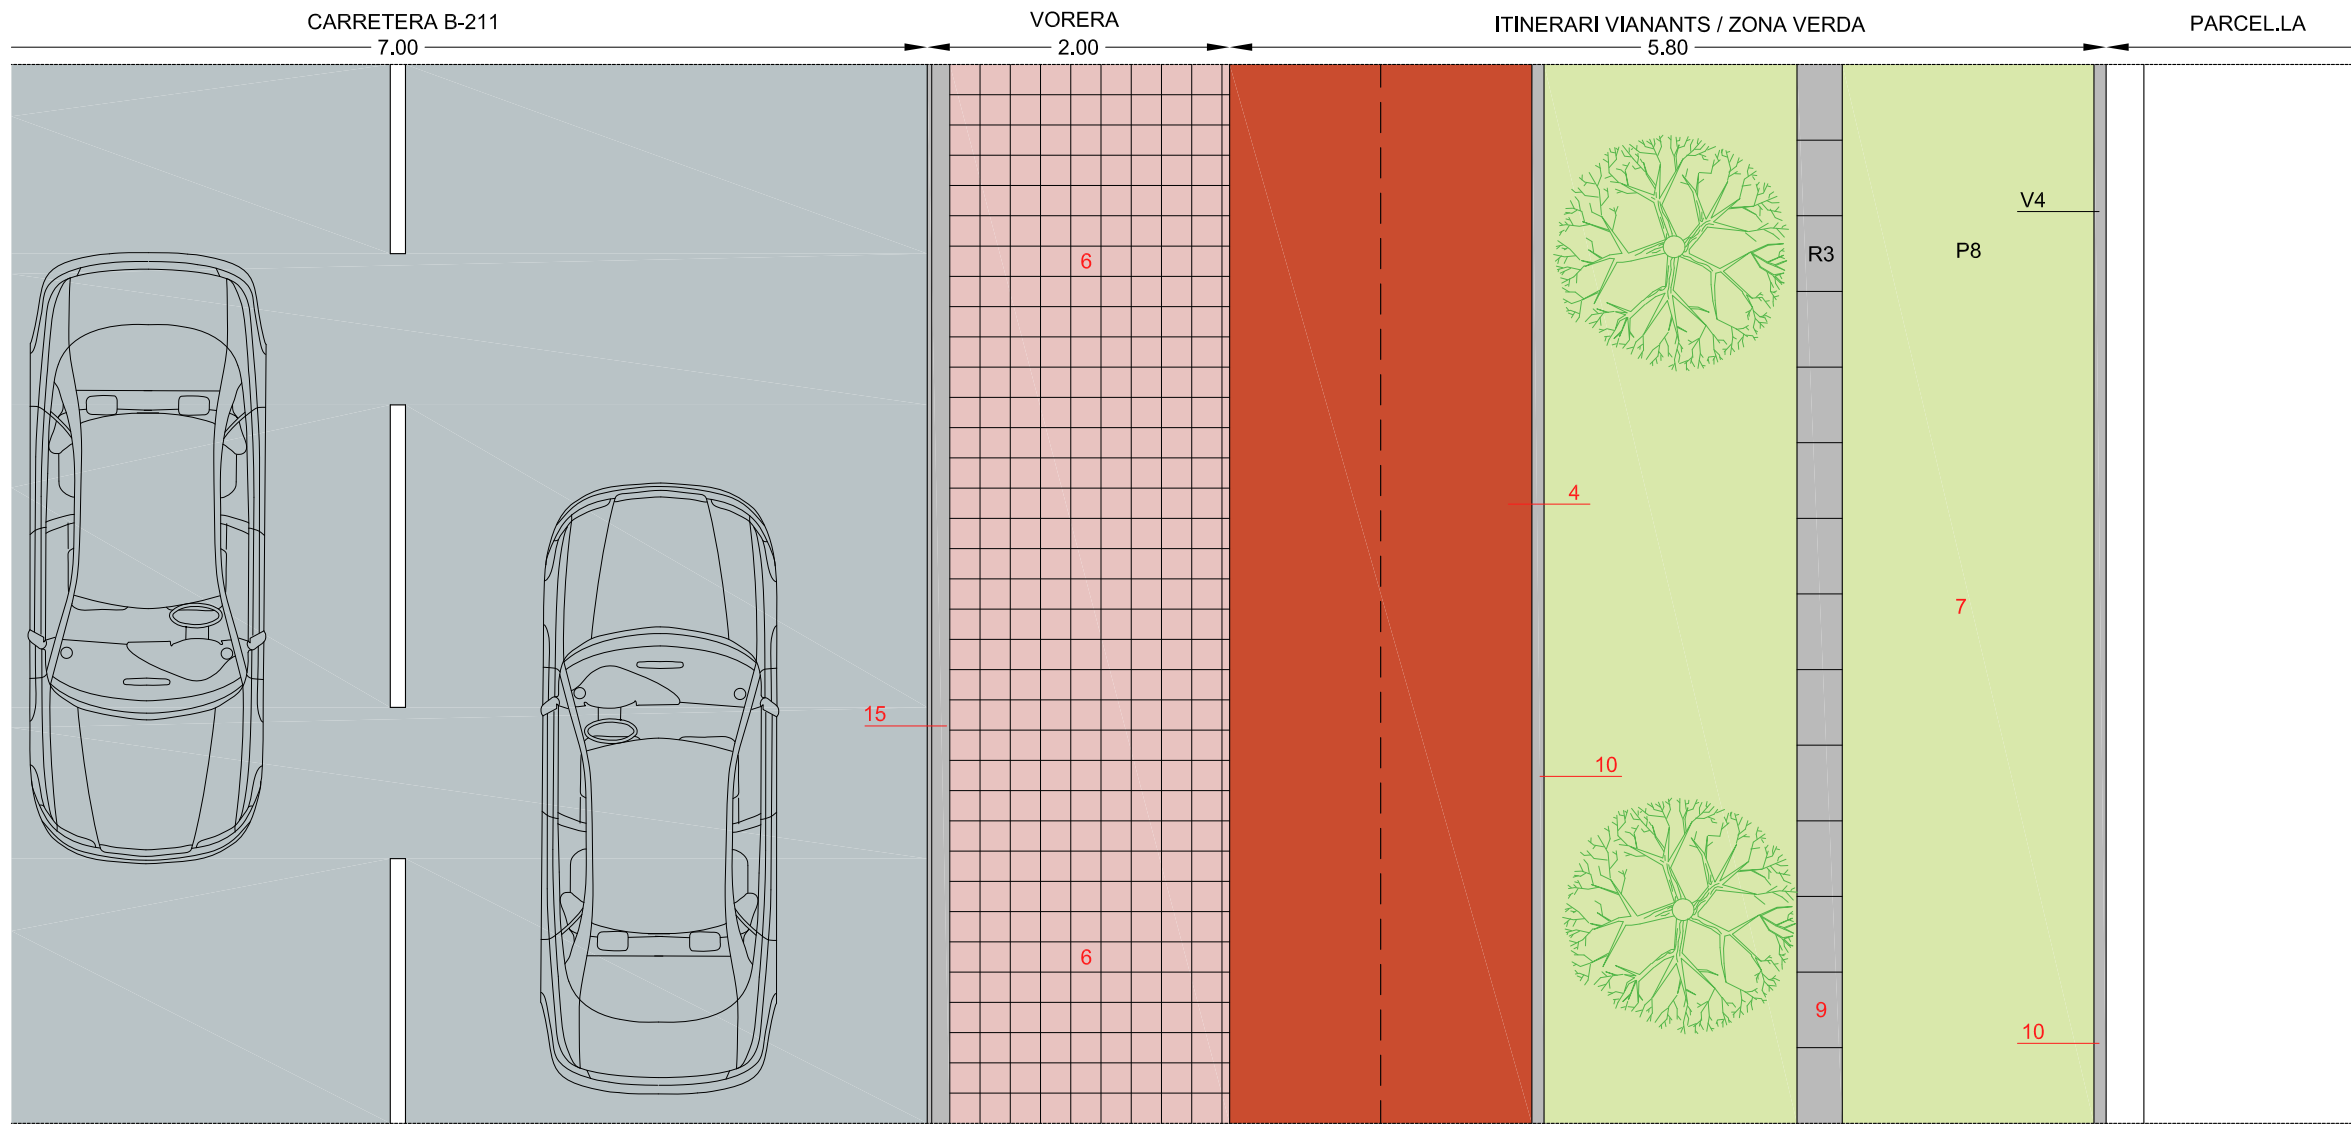 CARRETERA B-211
VORERA
ITINERARI VIANANTS / ZONA VERDA
PARCEL.LA
7.00
2.00
5.80
V4
6
R3
P8
4
7
15
10
6
9
10